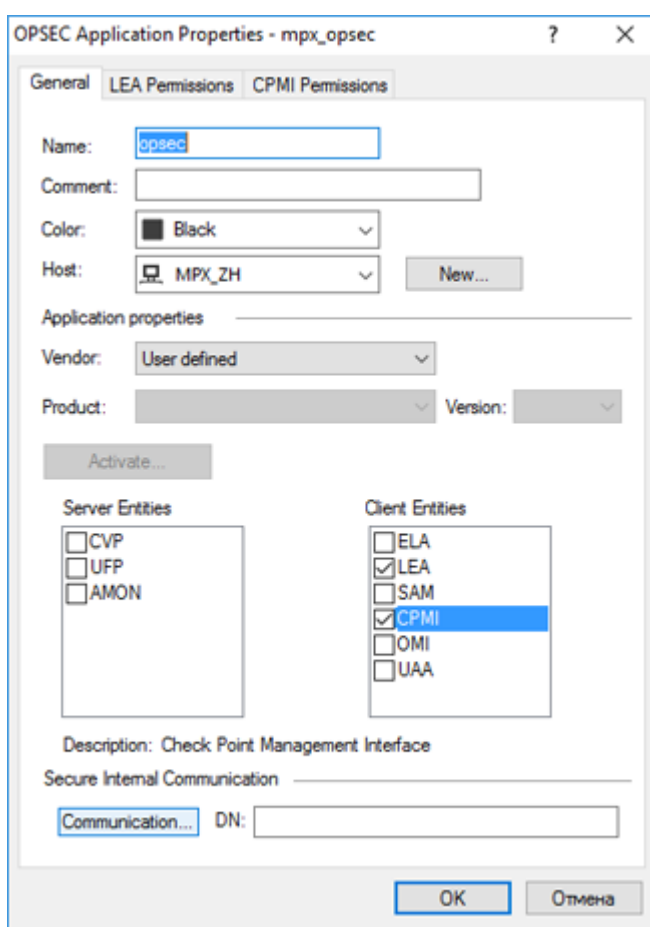 OPSEC Application Properties - mpx_opsec ? ×
General LEA Permissions CPMI Permissions
Name: opsec
Comment:
Color: Black
Host: MPX_ZH New...
Application properties
Vendor: User defined
Product: Version:
Activate...
Server Entities Client Entities
CVP ELA
UFP LEA
AMON SAM
CPMI
OMI
UAA
Description: Check Point Management Interface
Secure Internal Communication
Communication... DN:
OK Отмена